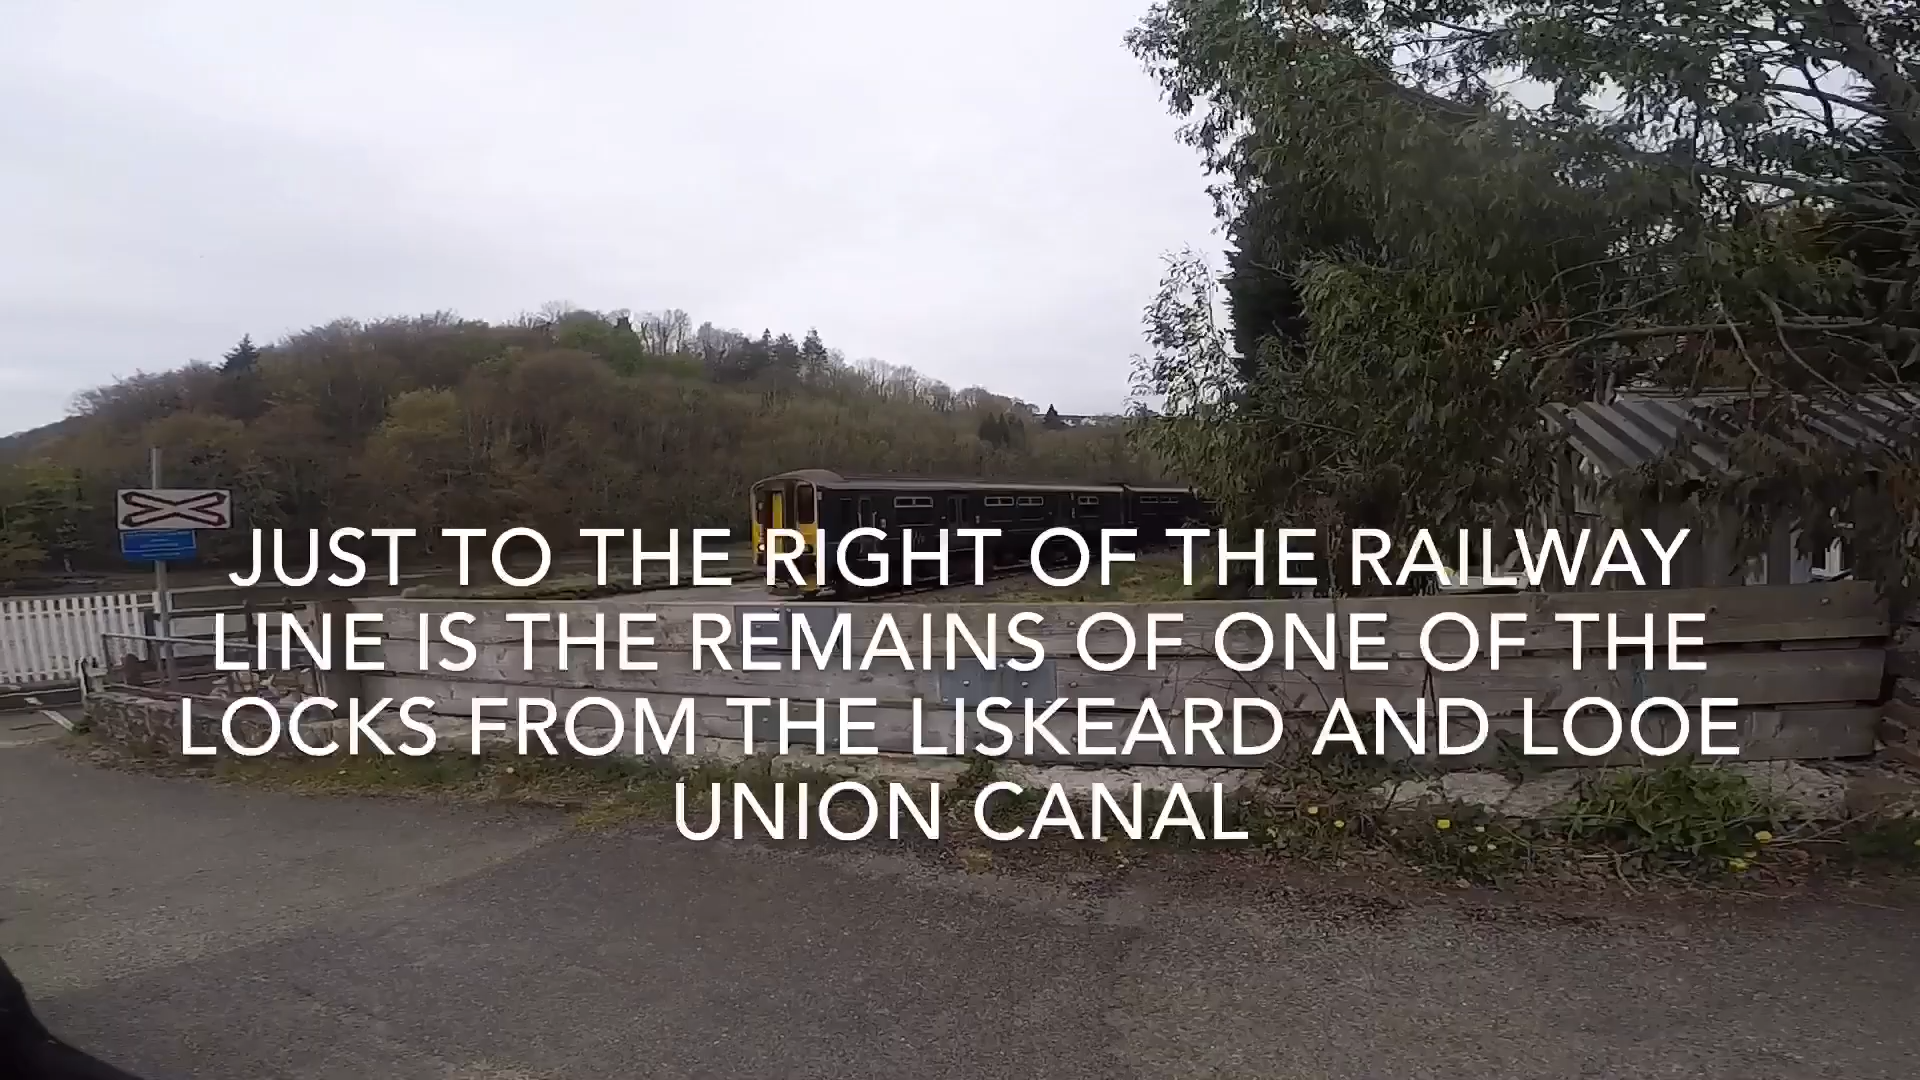 JUST TO THE RIGHT OF THE RAILWAY
LINE IS THE REMAINS OF ONE OF THE
LOCKS FROM THE LISKEARD AND LOOE
UNION CANAL